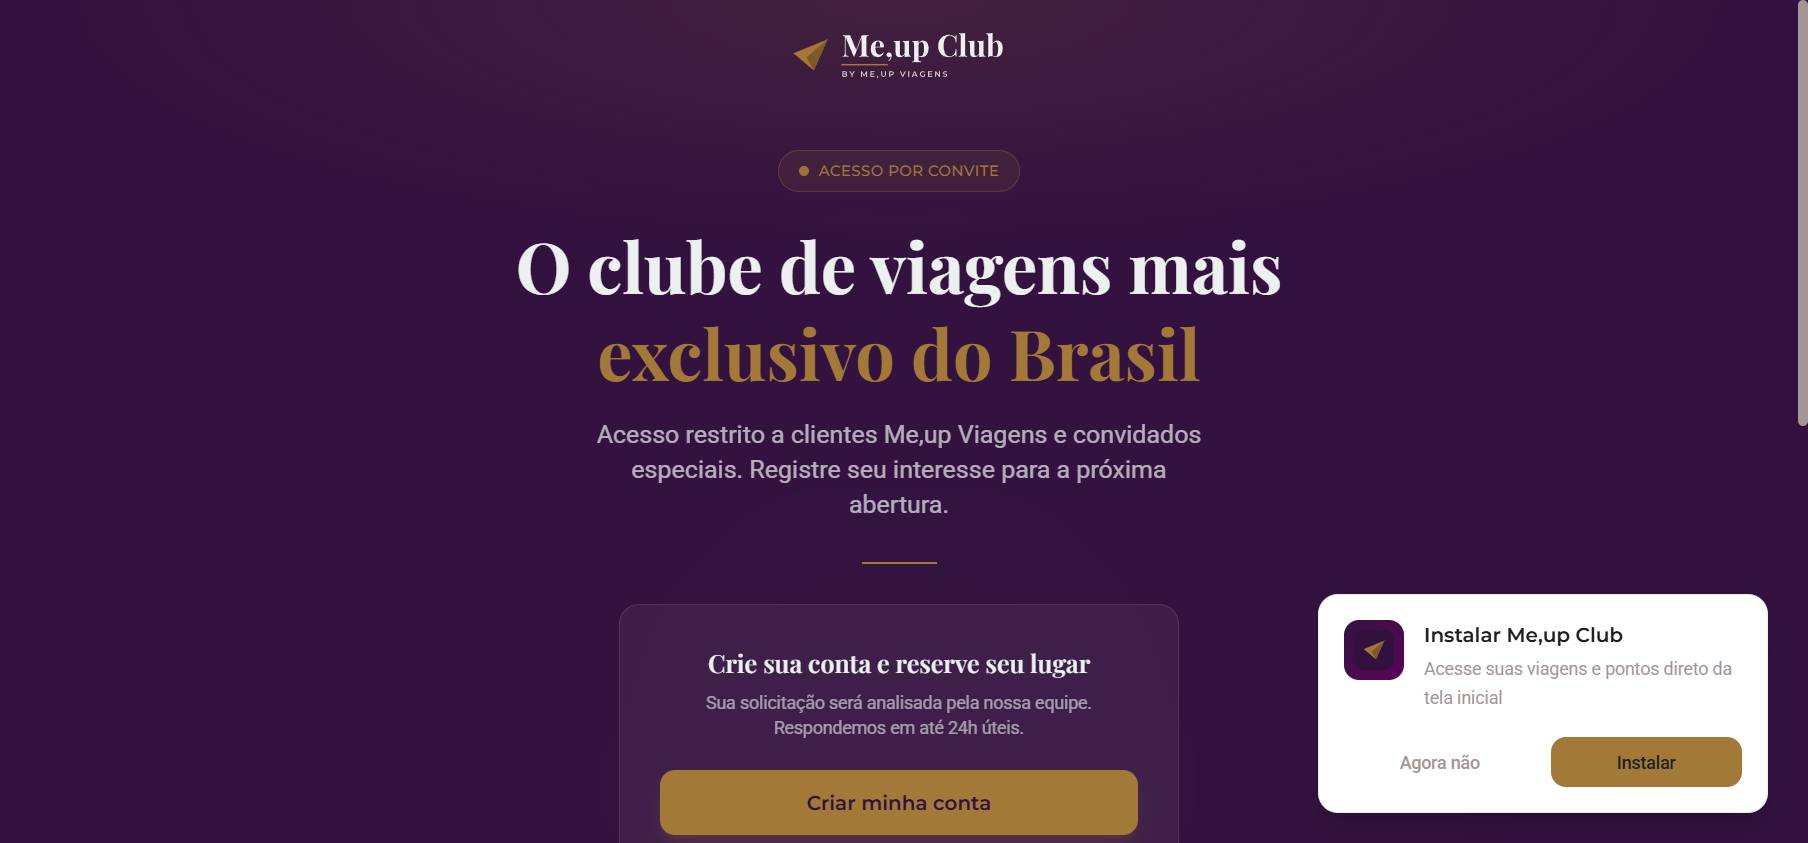 Me,up Club
BY ME,UP VIAGENS
ACESSO POR CONVITE
O clube de viagens mais
exclusivo do Brasil
Acesso restrito a clientes Me,up Viagens e convidados
especiais. Registre seu interesse para a próxima
abertura.
Crie sua conta e reserve seu lugar
Sua solicitação será analisada pela nossa equipe.
Respondemos em até 24h úteis.
Criar minha conta
Instalar Me,up Club
Acesse suas viagens e pontos direto da
tela inicial
Agora não
Instalar